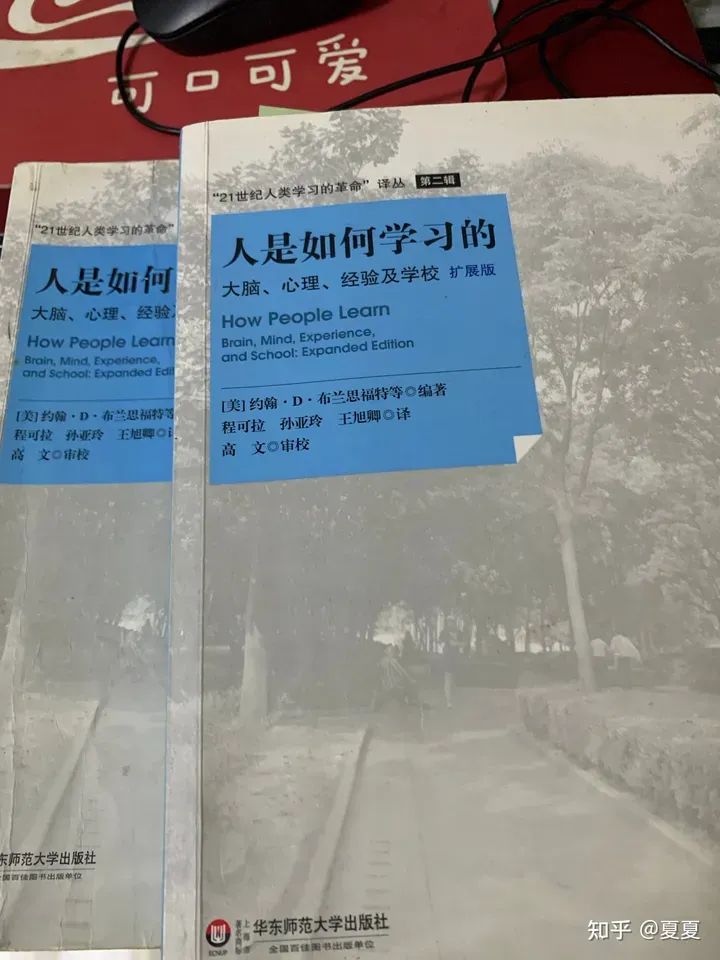 可口可爱
"21世纪人类学习的革命" 译丛 第二辑
人是如何学习的
大脑、心理、经验及学校 扩展版
How People Learn
Brain, Mind, Experience,
and School: Expanded Edition
[美] 约翰·D·布兰思福特等◎编著
程可拉 孙亚玲 王旭卿◎译
高 文◎审校
ECNUP
上海市著名商标
华东师范大学出版社
全国百佳图书出版单位
"21世纪人类学习的革命"
人是如何
大脑、心理、经验
How People Learn
Brain, Mind, Experience,
and School: Expanded Edi
[美] 约翰·D·布兰思福特等
程可拉 孙亚玲 王旭卿◎
高 文◎审校
东师范大学出版社
全国百佳图书出版单位
知乎 @夏夏